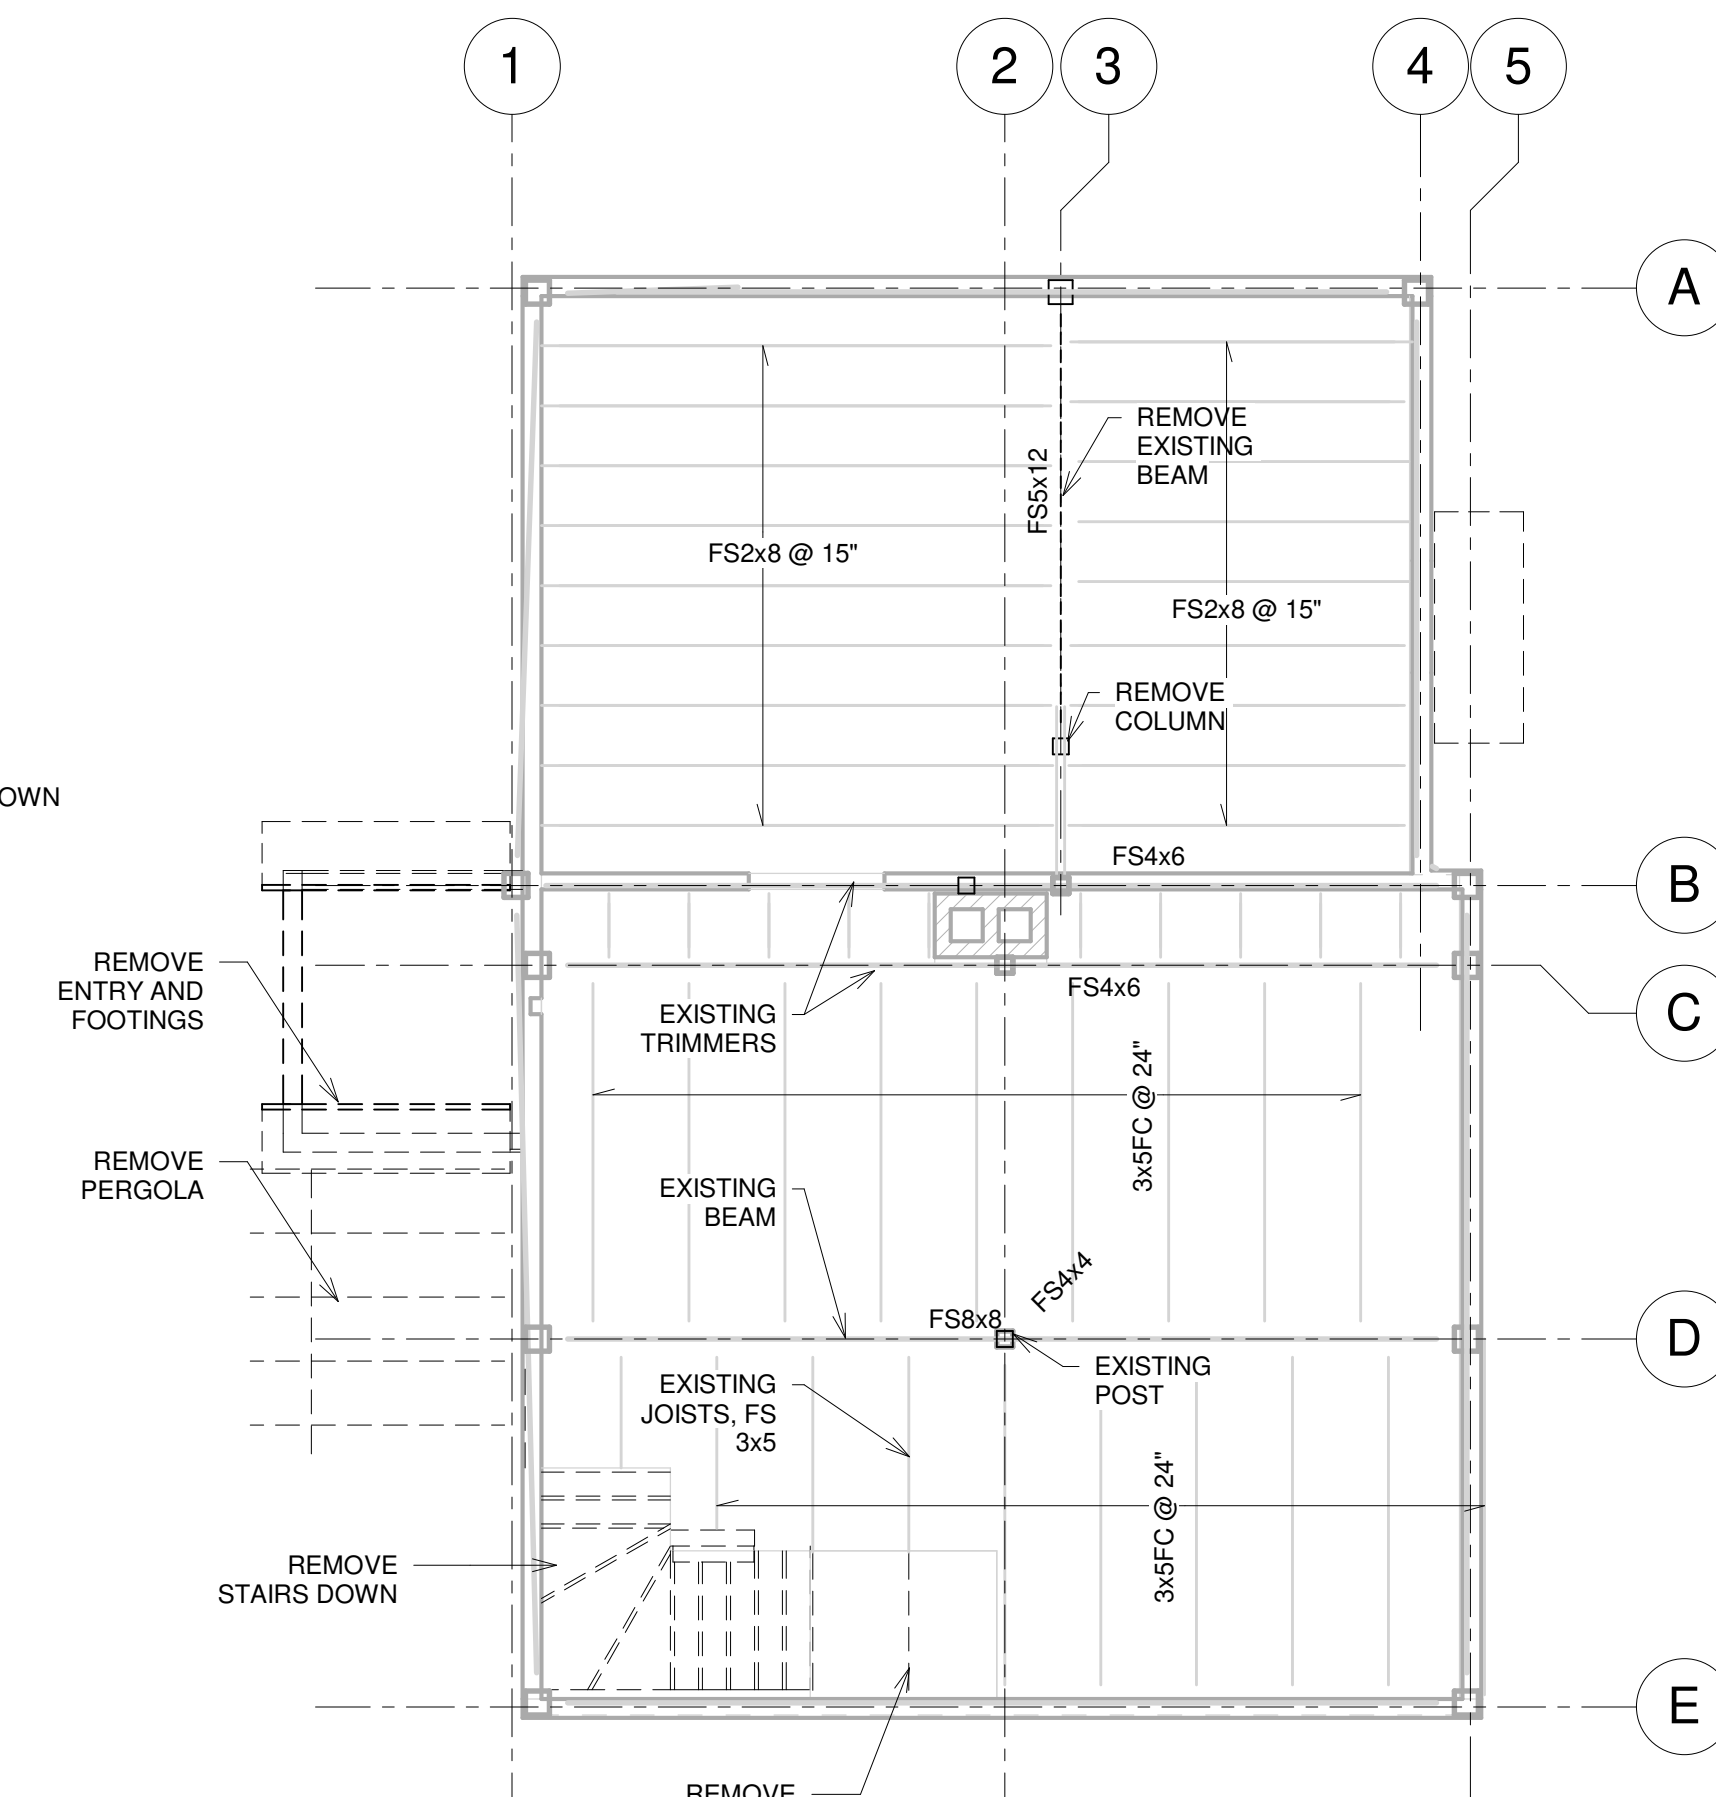 1
2
3
4
5
A
REMOVE
EXISTING
BEAM
FS5x12
FS2x8 @ 15"
FS2x8 @ 15"
REMOVE
COLUMN
OWN
FS4x6
B
REMOVE
ENTRY AND
FOOTINGS
EXISTING
TRIMMERS
FS4x6
C
3x5FC @ 24"
REMOVE
PERGOLA
EXISTING
BEAM
FS4x4
FS8x8
D
EXISTING
POST
EXISTING
JOISTS, FS
3x5
3x5FC @ 24"
REMOVE
STAIRS DOWN
E
REMOVE